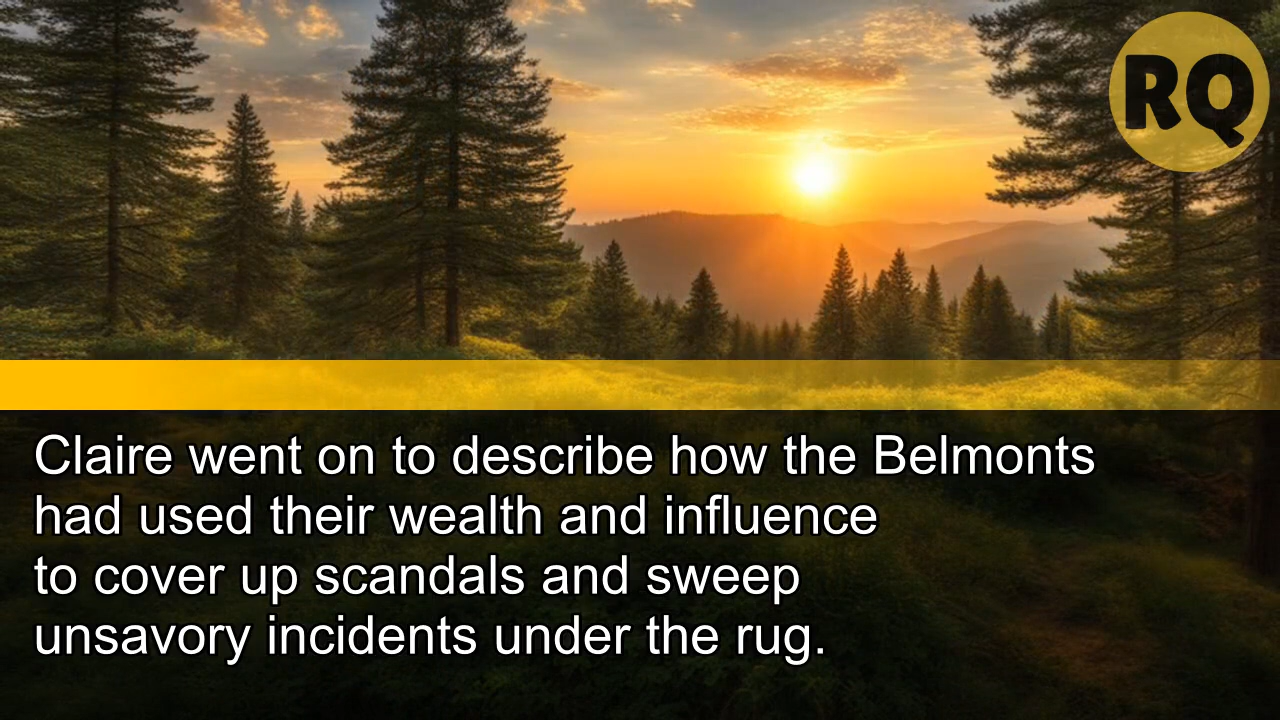 RQ
Claire went on to describe how the Belmonts
had used their wealth and influence
to cover up scandals and sweep
unsavory incidents under the rug.